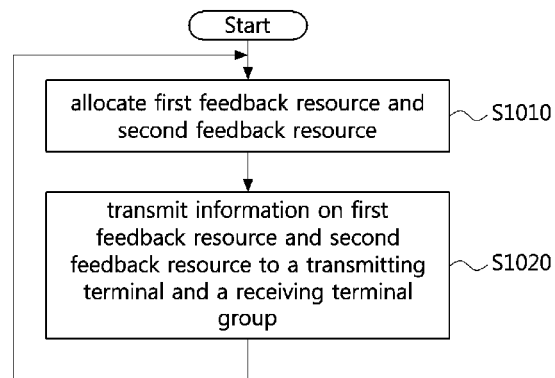 Start
allocate first feedback resource and
second feedback resource
S1010
transmit information on first
feedback resource and second
feedback resource to a transmitting
terminal and a receiving terminal
group
S1020